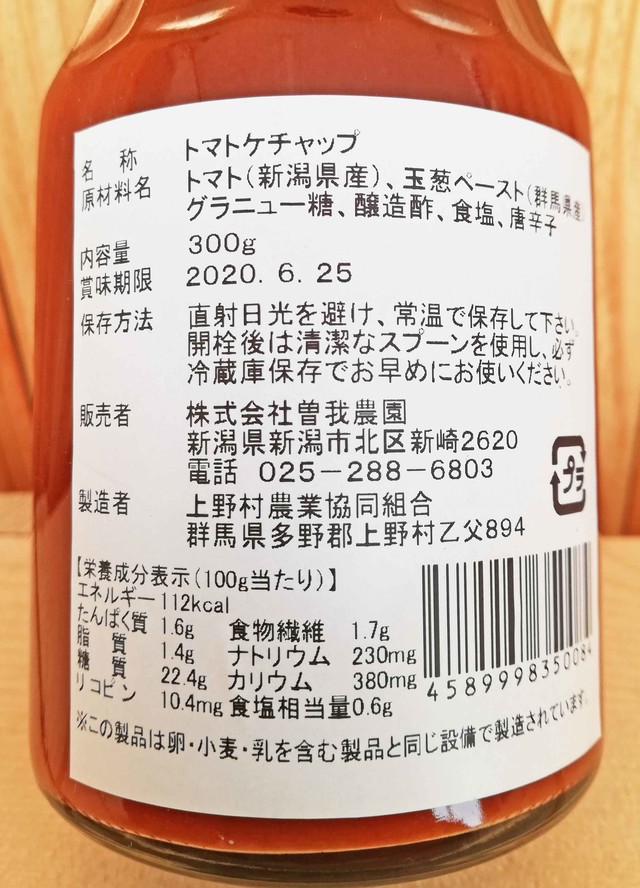 名　称　トマトケチャップ
原材料名　トマト(新潟県産)、玉葱ペースト(群馬県産)
グラニュー糖、醸造酢、食塩、唐辛子
内容量　300g
賞味期限　2020. 6. 25
保存方法　直射日光を避け、常温で保存して下さい。
開栓後は清潔なスプーンを使用し、必ず
冷蔵庫保存でお早めにお使いください。
販売者　株式会社曽我農園
新潟県新潟市北区新崎2620
電話　025－288－6803
製造者　上野村農業協同組合
群馬県多野郡上野村乙父894
プラ
【栄養成分表示(100g当たり)】
エネルギー 112kcal
たんぱく質 1.6g　食物繊維　1.7g
脂　質　1.4g　ナトリウム　230mg
糖　質　22.4g　カリウム　380mg
リコピン　10.4mg　食塩相当量0.6g
4589998350084
※この製品は卵・小麦・乳を含む製品と同じ設備で製造されています。